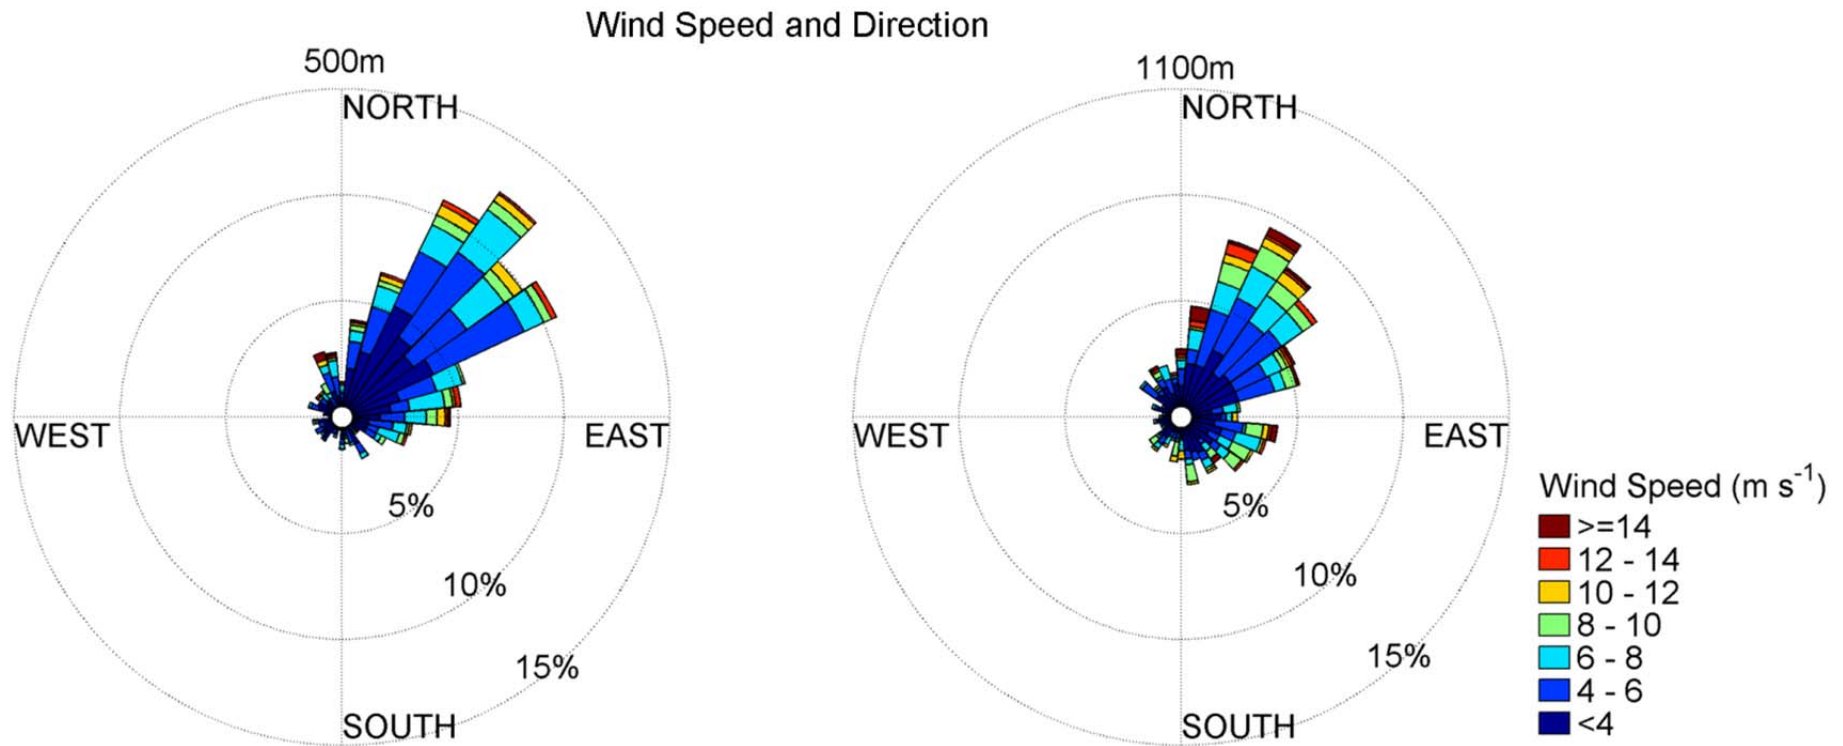 Wind Speed and Direction
500m
NORTH
WEST
EAST
5%
10%
15%
SOUTH
1100m
NORTH
WEST
EAST
5%
10%
15%
SOUTH
Wind Speed (m s⁻¹)
>=14
12 - 14
10 - 12
8 - 10
6 - 8
4 - 6
<4